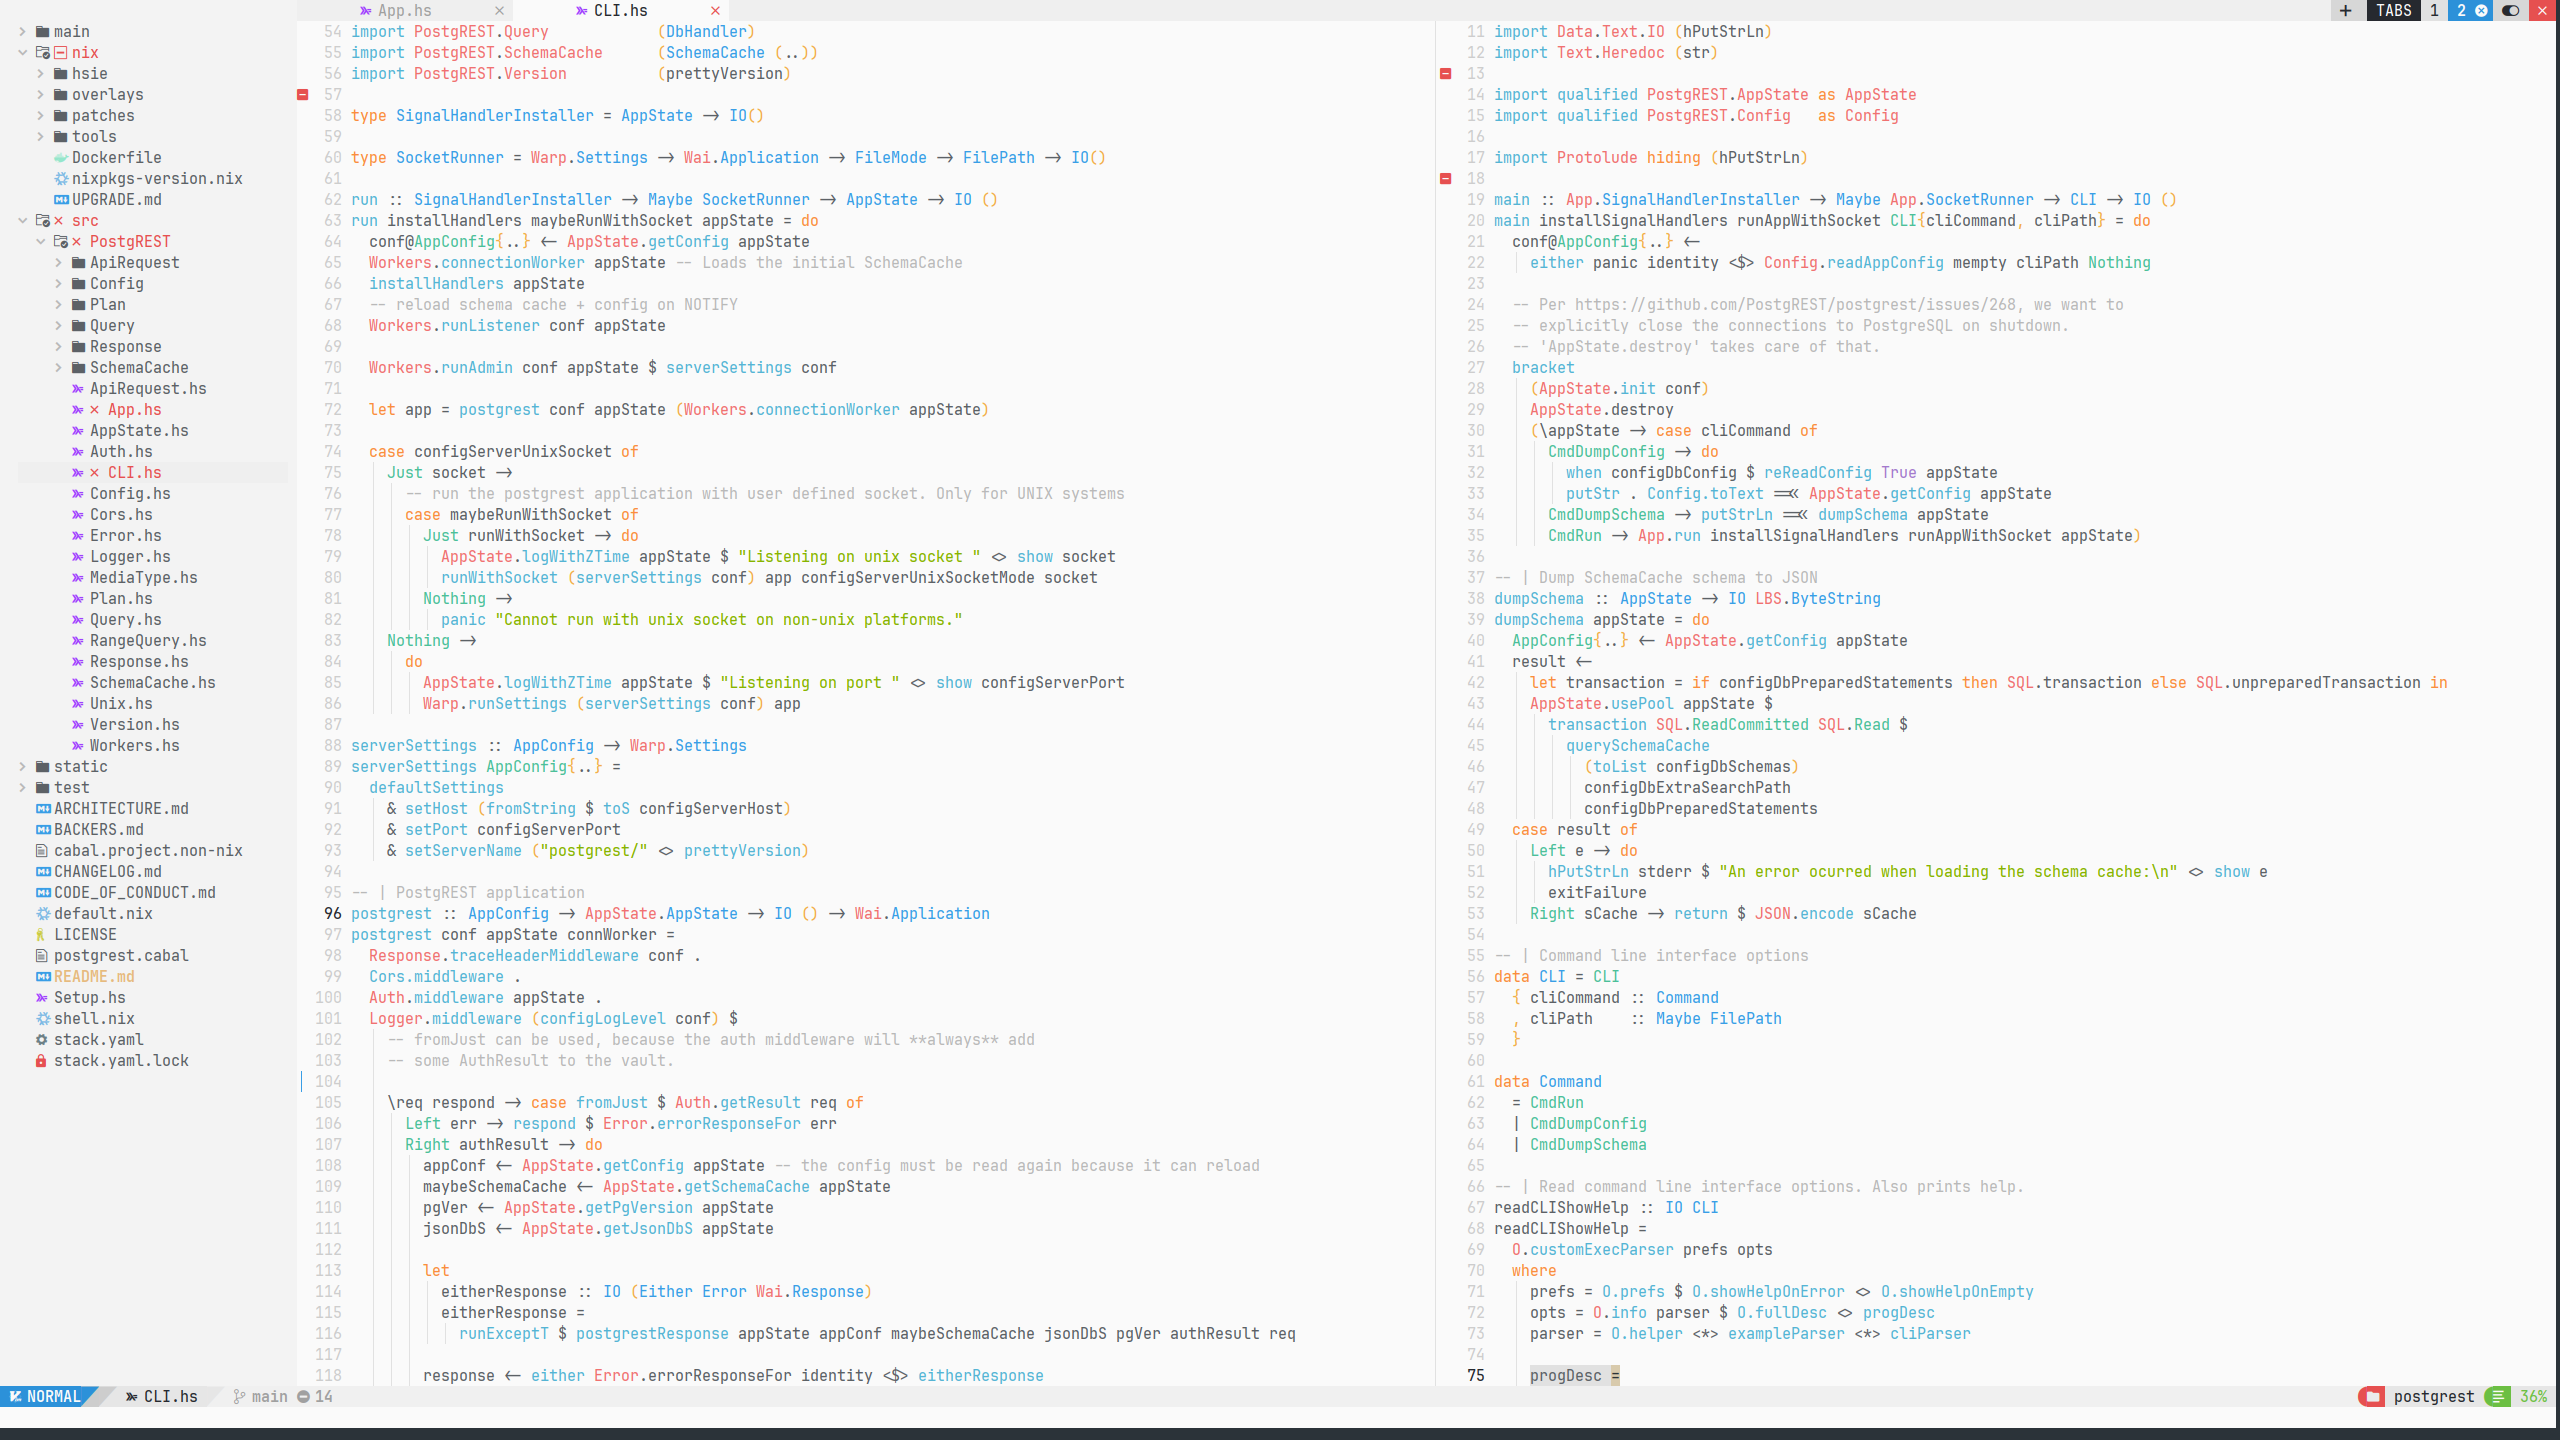 App.hs ×
CLI.hs ×
+ TABS 1 2 ×
main
nix
hsie
overlays
patches
tools
Dockerfile
nixpkgs-version.nix
UPGRADE.md
× src
× PostgREST
ApiRequest
Config
Plan
Query
Response
SchemaCache
ApiRequest.hs
× App.hs
AppState.hs
Auth.hs
× CLI.hs
Config.hs
Cors.hs
Error.hs
Logger.hs
MediaType.hs
Plan.hs
Query.hs
RangeQuery.hs
Response.hs
SchemaCache.hs
Unix.hs
Version.hs
Workers.hs
static
test
ARCHITECTURE.md
BACKERS.md
cabal.project.non-nix
CHANGELOG.md
CODE_OF_CONDUCT.md
default.nix
LICENSE
postgrest.cabal
README.md
Setup.hs
shell.nix
stack.yaml
stack.yaml.lock
54 import PostgREST.Query            (DbHandler)
55 import PostgREST.SchemaCache      (SchemaCache (..))
56 import PostgREST.Version          (prettyVersion)
57
58 type SignalHandlerInstaller = AppState -> IO()
59
60 type SocketRunner = Warp.Settings -> Wai.Application -> FileMode -> FilePath -> IO()
61
62 run :: SignalHandlerInstaller -> Maybe SocketRunner -> AppState -> IO ()
63 run installHandlers maybeRunWithSocket appState = do
64   conf@AppConfig{..} <- AppState.getConfig appState
65   Workers.connectionWorker appState -- Loads the initial SchemaCache
66   installHandlers appState
67   -- reload schema cache + config on NOTIFY
68   Workers.runListener conf appState
69
70   Workers.runAdmin conf appState $ serverSettings conf
71
72   let app = postgrest conf appState (Workers.connectionWorker appState)
73
74   case configServerUnixSocket of
75     Just socket ->
76       -- run the postgrest application with user defined socket. Only for UNIX systems
77       case maybeRunWithSocket of
78         Just runWithSocket -> do
79           AppState.logWithZTime appState $ "Listening on unix socket " <> show socket
80           runWithSocket (serverSettings conf) app configServerUnixSocketMode socket
81         Nothing ->
82           panic "Cannot run with unix socket on non-unix platforms."
83     Nothing ->
84       do
85         AppState.logWithZTime appState $ "Listening on port " <> show configServerPort
86         Warp.runSettings (serverSettings conf) app
87
88 serverSettings :: AppConfig -> Warp.Settings
89 serverSettings AppConfig{..} =
90   defaultSettings
91     & setHost (fromString $ toS configServerHost)
92     & setPort configServerPort
93     & setServerName ("postgrest/" <> prettyVersion)
94
95 -- | PostgREST application
96 postgrest :: AppConfig -> AppState.AppState -> IO () -> Wai.Application
97 postgrest conf appState connWorker =
98   Response.traceHeaderMiddleware conf .
99   Cors.middleware .
100   Auth.middleware appState .
101   Logger.middleware (configLogLevel conf) $
102     -- fromJust can be used, because the auth middleware will **always** add
103     -- some AuthResult to the vault.
104
105     \req respond -> case fromJust $ Auth.getResult req of
106       Left err -> respond $ Error.errorResponseFor err
107       Right authResult -> do
108         appConf <- AppState.getConfig appState -- the config must be read again because it can reload
109         maybeSchemaCache <- AppState.getSchemaCache appState
110         pgVer <- AppState.getPgVersion appState
111         jsonDbS <- AppState.getJsonDbS appState
112
113         let
114           eitherResponse :: IO (Either Error Wai.Response)
115           eitherResponse =
116             runExceptT $ postgrestResponse appState appConf maybeSchemaCache jsonDbS pgVer authResult req
117
118         response <- either Error.errorResponseFor identity <$> eitherResponse
11 import Data.Text.IO (hPutStrLn)
12 import Text.Heredoc (str)
13
14 import qualified PostgREST.AppState as AppState
15 import qualified PostgREST.Config   as Config
16
17 import Protolude hiding (hPutStrLn)
18
19 main :: App.SignalHandlerInstaller -> Maybe App.SocketRunner -> CLI -> IO ()
20 main installSignalHandlers runAppWithSocket CLI{cliCommand, cliPath} = do
21   conf@AppConfig{..} <-
22     either panic identity <$> Config.readAppConfig mempty cliPath Nothing
23
24   -- Per https://github.com/PostgREST/postgrest/issues/268, we want to
25   -- explicitly close the connections to PostgreSQL on shutdown.
26   -- 'AppState.destroy' takes care of that.
27   bracket
28     (AppState.init conf)
29     AppState.destroy
30     (\appState -> case cliCommand of
31       CmdDumpConfig -> do
32         when configDbConfig $ reReadConfig True appState
33         putStr . Config.toText =<< AppState.getConfig appState
34       CmdDumpSchema -> putStrLn =<< dumpSchema appState
35       CmdRun -> App.run installSignalHandlers runAppWithSocket appState)
36
37 -- | Dump SchemaCache schema to JSON
38 dumpSchema :: AppState -> IO LBS.ByteString
39 dumpSchema appState = do
40   AppConfig{..} <- AppState.getConfig appState
41   result <-
42     let transaction = if configDbPreparedStatements then SQL.transaction else SQL.unpreparedTransaction in
43     AppState.usePool appState $
44       transaction SQL.ReadCommitted SQL.Read $
45         querySchemaCache
46           (toList configDbSchemas)
47           configDbExtraSearchPath
48           configDbPreparedStatements
49   case result of
50     Left e -> do
51       hPutStrLn stderr $ "An error ocurred when loading the schema cache:\n" <> show e
52       exitFailure
53     Right sCache -> return $ JSON.encode sCache
54
55 -- | Command line interface options
56 data CLI = CLI
57   { cliCommand :: Command
58   , cliPath    :: Maybe FilePath
59   }
60
61 data Command
62   = CmdRun
63   | CmdDumpConfig
64   | CmdDumpSchema
65
66 -- | Read command line interface options. Also prints help.
67 readCLIShowHelp :: IO CLI
68 readCLIShowHelp =
69   O.customExecParser prefs opts
70   where
71     prefs = O.prefs $ O.showHelpOnError <> O.showHelpOnEmpty
72     opts = O.info parser $ O.fullDesc <> progDesc
73     parser = O.helper <*> exampleParser <*> cliParser
74
75     progDesc =
NORMAL CLI.hs main 14 postgrest 36%